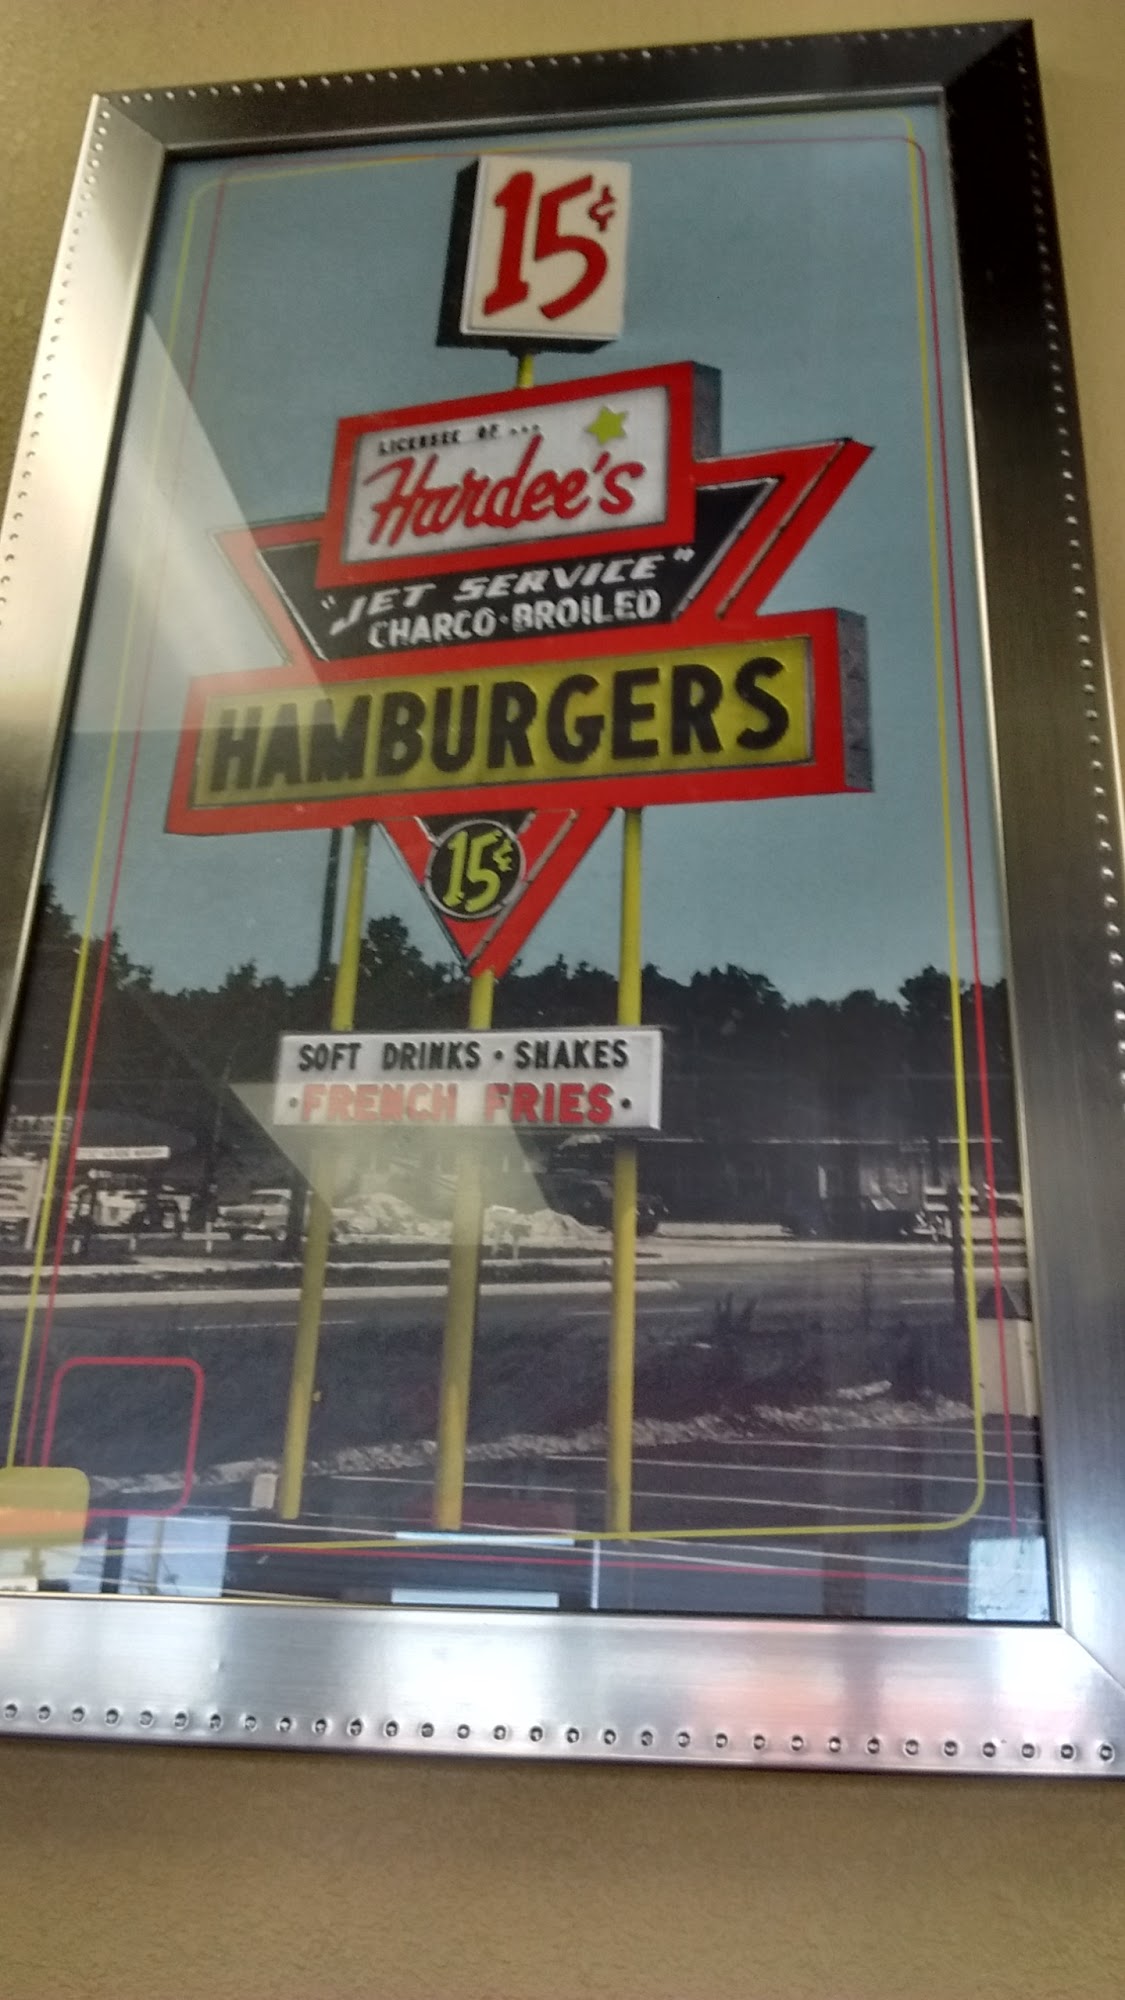 15¢
LICENSEE OF...
Hardee's
"JET SERVICE"
CHARCO-BROILED
HAMBURGERS
15¢
SOFT DRINKS • SHAKES
•FRENCH FRIES•